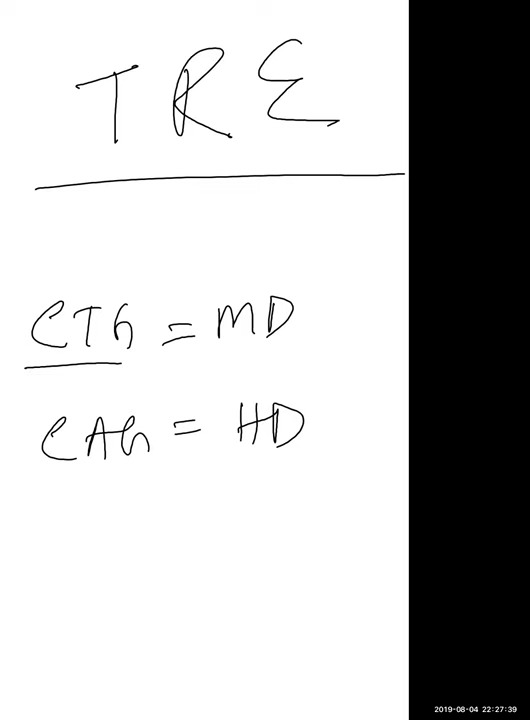 TRE
CTG = MD
CAG = HD
2019-08-04 22:27:39